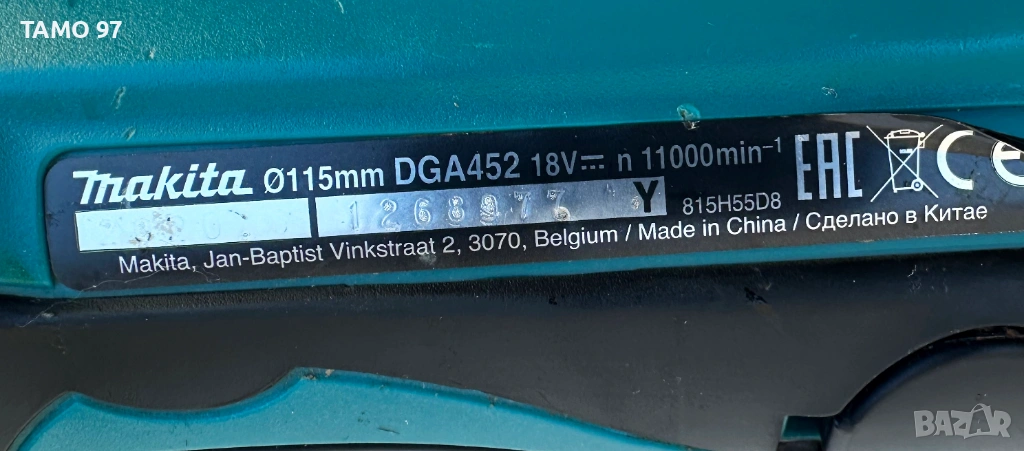 TAMO 97
makita Ø115mm DGA452 18V⎓ n 11000min⁻¹ EAC CE
Y 815H55D8
Makita, Jan-Baptist Vinkstraat 2, 3070, Belgium / Made in China / Сделано в Китае
BAZAR